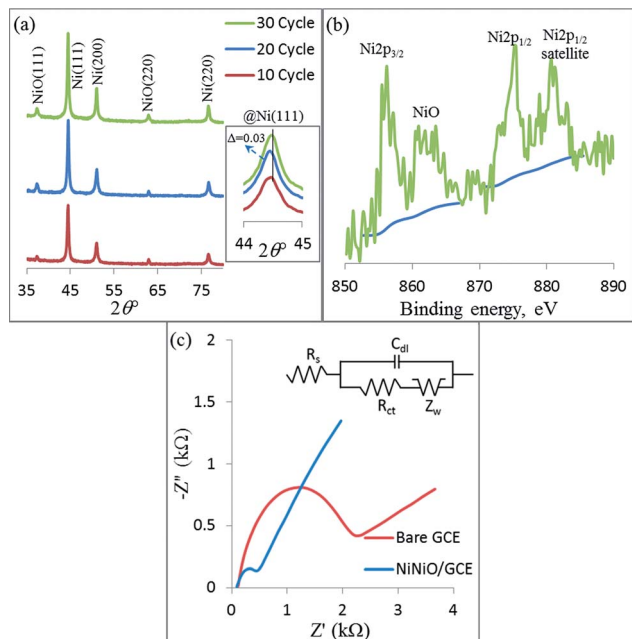 (a)
30 Cycle
20 Cycle
10 Cycle
NiO(111)
Ni(111)
Ni(200)
NiO(220)
Ni(220)
@Ni(111)
Δ=0.03
44 45
2θ°
35 45 55 65 75
2θ°
(b)
Ni2p3/2
NiO
Ni2p1/2
Ni2p1/2
satellite
850 860 870 880 890
Binding energy, eV
(c)
Rs
Cdl
Rct
Zw
2
1.5
1
0.5
0
-Z" (kΩ)
Bare GCE
NiNiO/GCE
0 1 2 3 4
Z' (kΩ)